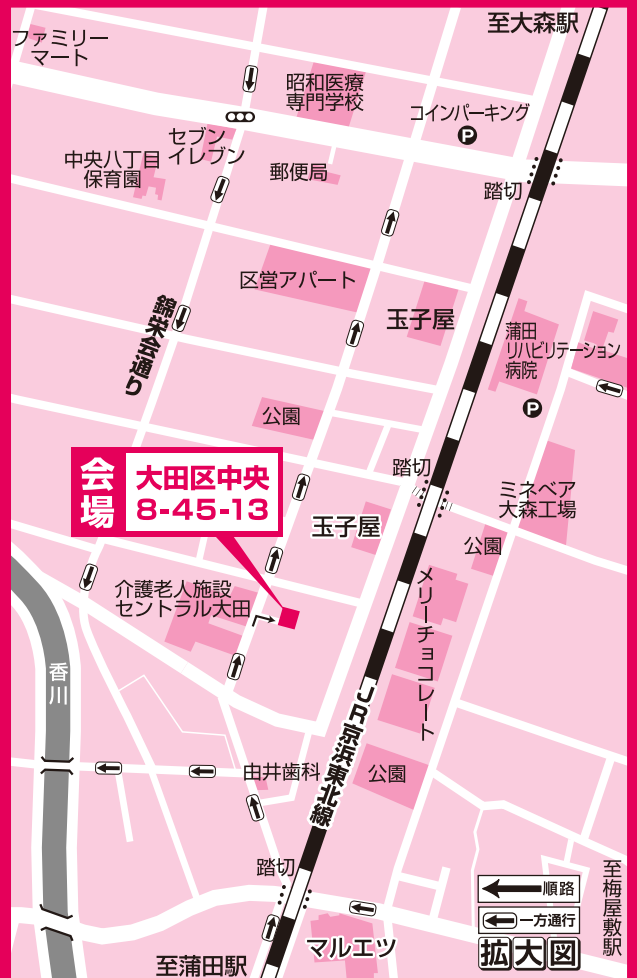 至大森駅
ファミリー
マート
昭和医療
専門学校
コインパーキング
P
セブン
イレブン
中央八丁目
保育園
郵便局
踏切
区営アパート
錦栄会通り
玉子屋
蒲田
リハビリテーション
病院
P
公園
会場
大田区中央
8-45-13
踏切
ミネベア
大森工場
玉子屋
公園
介護老人施設
セントラル大田
メリーチョコレート
香川
JR京浜東北線
由井歯科
公園
踏切
至梅屋敷駅
順路
一方通行
拡大図
マルエツ
至蒲田駅